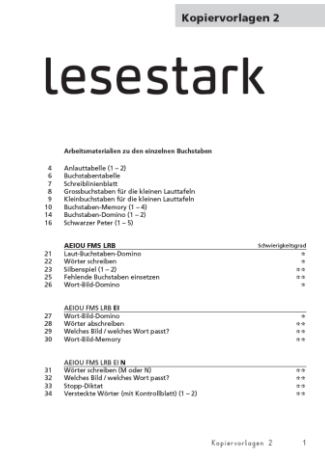 Kopiervorlagen 2
lesestark
Arbeitsmaterialien zu den einzelnen Buchstaben
4 Anlauttabelle (1 – 2)
6 Buchstabentabelle
7 Schreiblinienblatt
8 Grossbuchstaben für die kleinen Lauttafeln
9 Kleinbuchstaben für die kleinen Lauttafeln
10 Buchstaben-Memory (1 – 4)
14 Buchstaben-Domino (1 – 2)
16 Schwarzer Peter (1 – 5)
AEIOU FMS LRB Schwierigkeitsgrad
21 Laut-Buchstaben-Domino *
22 Wörter schreiben *
23 Silbenspiel (1 – 2) **
25 Fehlende Buchstaben einsetzen **
26 Wort-Bild-Domino *
AEIOU FMS LRB EI
27 Wort-Bild-Domino *
28 Wörter abschreiben **
29 Welches Bild / welches Wort passt? **
30 Wort-Bild-Memory **
AEIOU FMS LRB EI N
31 Wörter schreiben (M oder N) **
32 Welches Bild / welches Wort passt? **
33 Stopp-Diktat **
34 Versteckte Wörter (mit Kontrollblatt) (1 – 2) **
Kopiervorlagen 2 1